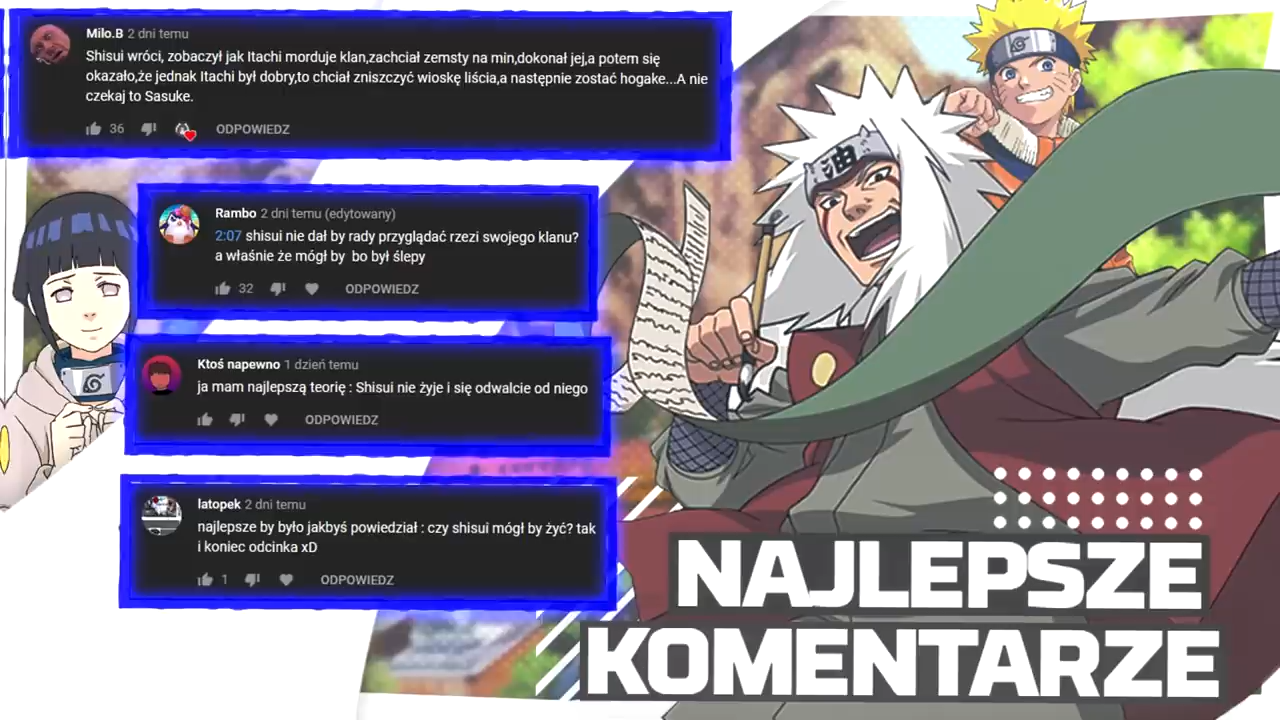 Milo.B 2 dni temu
Shisui wróci, zobaczył jak Itachi morduje klan,zachciał zemsty na min,dokonał jej,a potem się
okazało,że jednak Itachi był dobry,to chciał zniszczyć wioskę liścia,a następnie zostać hogake...A nie
czekaj to Sasuke.
36 ODPOWIEDZ
Rambo 2 dni temu (edytowany)
2:07 shisui nie dał by rady przyglądać rzezi swojego klanu?
a właśnie że mógł by bo był ślepy
32 ODPOWIEDZ
Ktoś napewno 1 dzień temu
ja mam najlepszą teorię : Shisui nie żyje i się odwalcie od niego
ODPOWIEDZ
latopek 2 dni temu
najlepsze by było jakbyś powiedział : czy shisui mógł by żyć? tak
i koniec odcinka xD
1 ODPOWIEDZ
油
NAJLEPSZE
KOMENTARZE